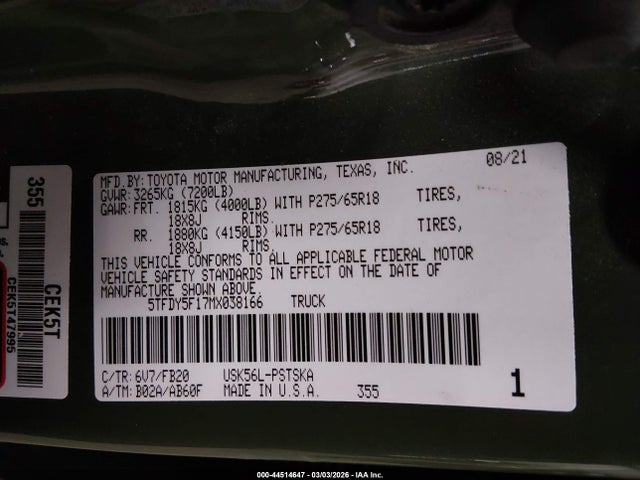 MFD.BY:TOYOTA MOTOR MANUFACTURING, TEXAS, INC. 08/21
GVWR:3265KG (7200LB)
GAWR:FRT. 1815KG (4000LB) WITH P275/65R18 TIRES,
18X8J RIMS.
RR. 1880KG (4150LB) WITH P275/65R18 TIRES,
18X8J RIMS.
THIS VEHICLE CONFORMS TO ALL APPLICABLE FEDERAL MOTOR
VEHICLE SAFETY STANDARDS IN EFFECT ON THE DATE OF
MANUFACTURE SHOWN ABOVE
5TFDY5F17MX038166 TRUCK
C/TR:6V7/FB20 USK56L-PSTSKA
A/TM:B02A/AB60F MADE IN U.S.A. 355 1
355
CEK5T
CEK5T47995
000-44514647 - 03/03/2026 - IAA Inc.